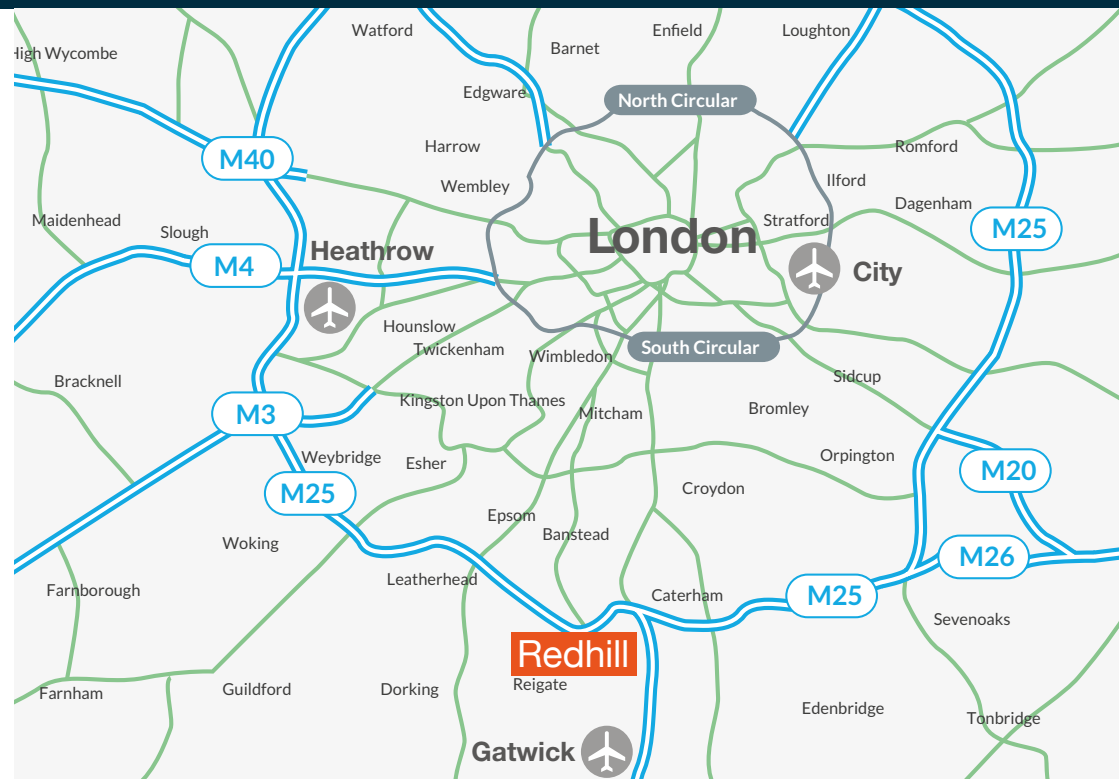 Watford
Enfield
Loughton
Barnet
High Wycombe
Edgware
North Circular
Harrow
Romford
M40
Wembley
Ilford
Dagenham
Maidenhead
Slough
Stratford
M25
London
Heathrow
M4
City
Hounslow
Twickenham
Wimbledon
South Circular
Bracknell
Sidcup
Kingston Upon Thames
Mitcham
Bromley
M3
Weybridge
Esher
Orpington
M20
M25
Croydon
Epsom
Banstead
Woking
M26
Leatherhead
Farnborough
Caterham
M25
Sevenoaks
Redhill
Reigate
Farnham
Guildford
Dorking
Edenbridge
Tonbridge
Gatwick